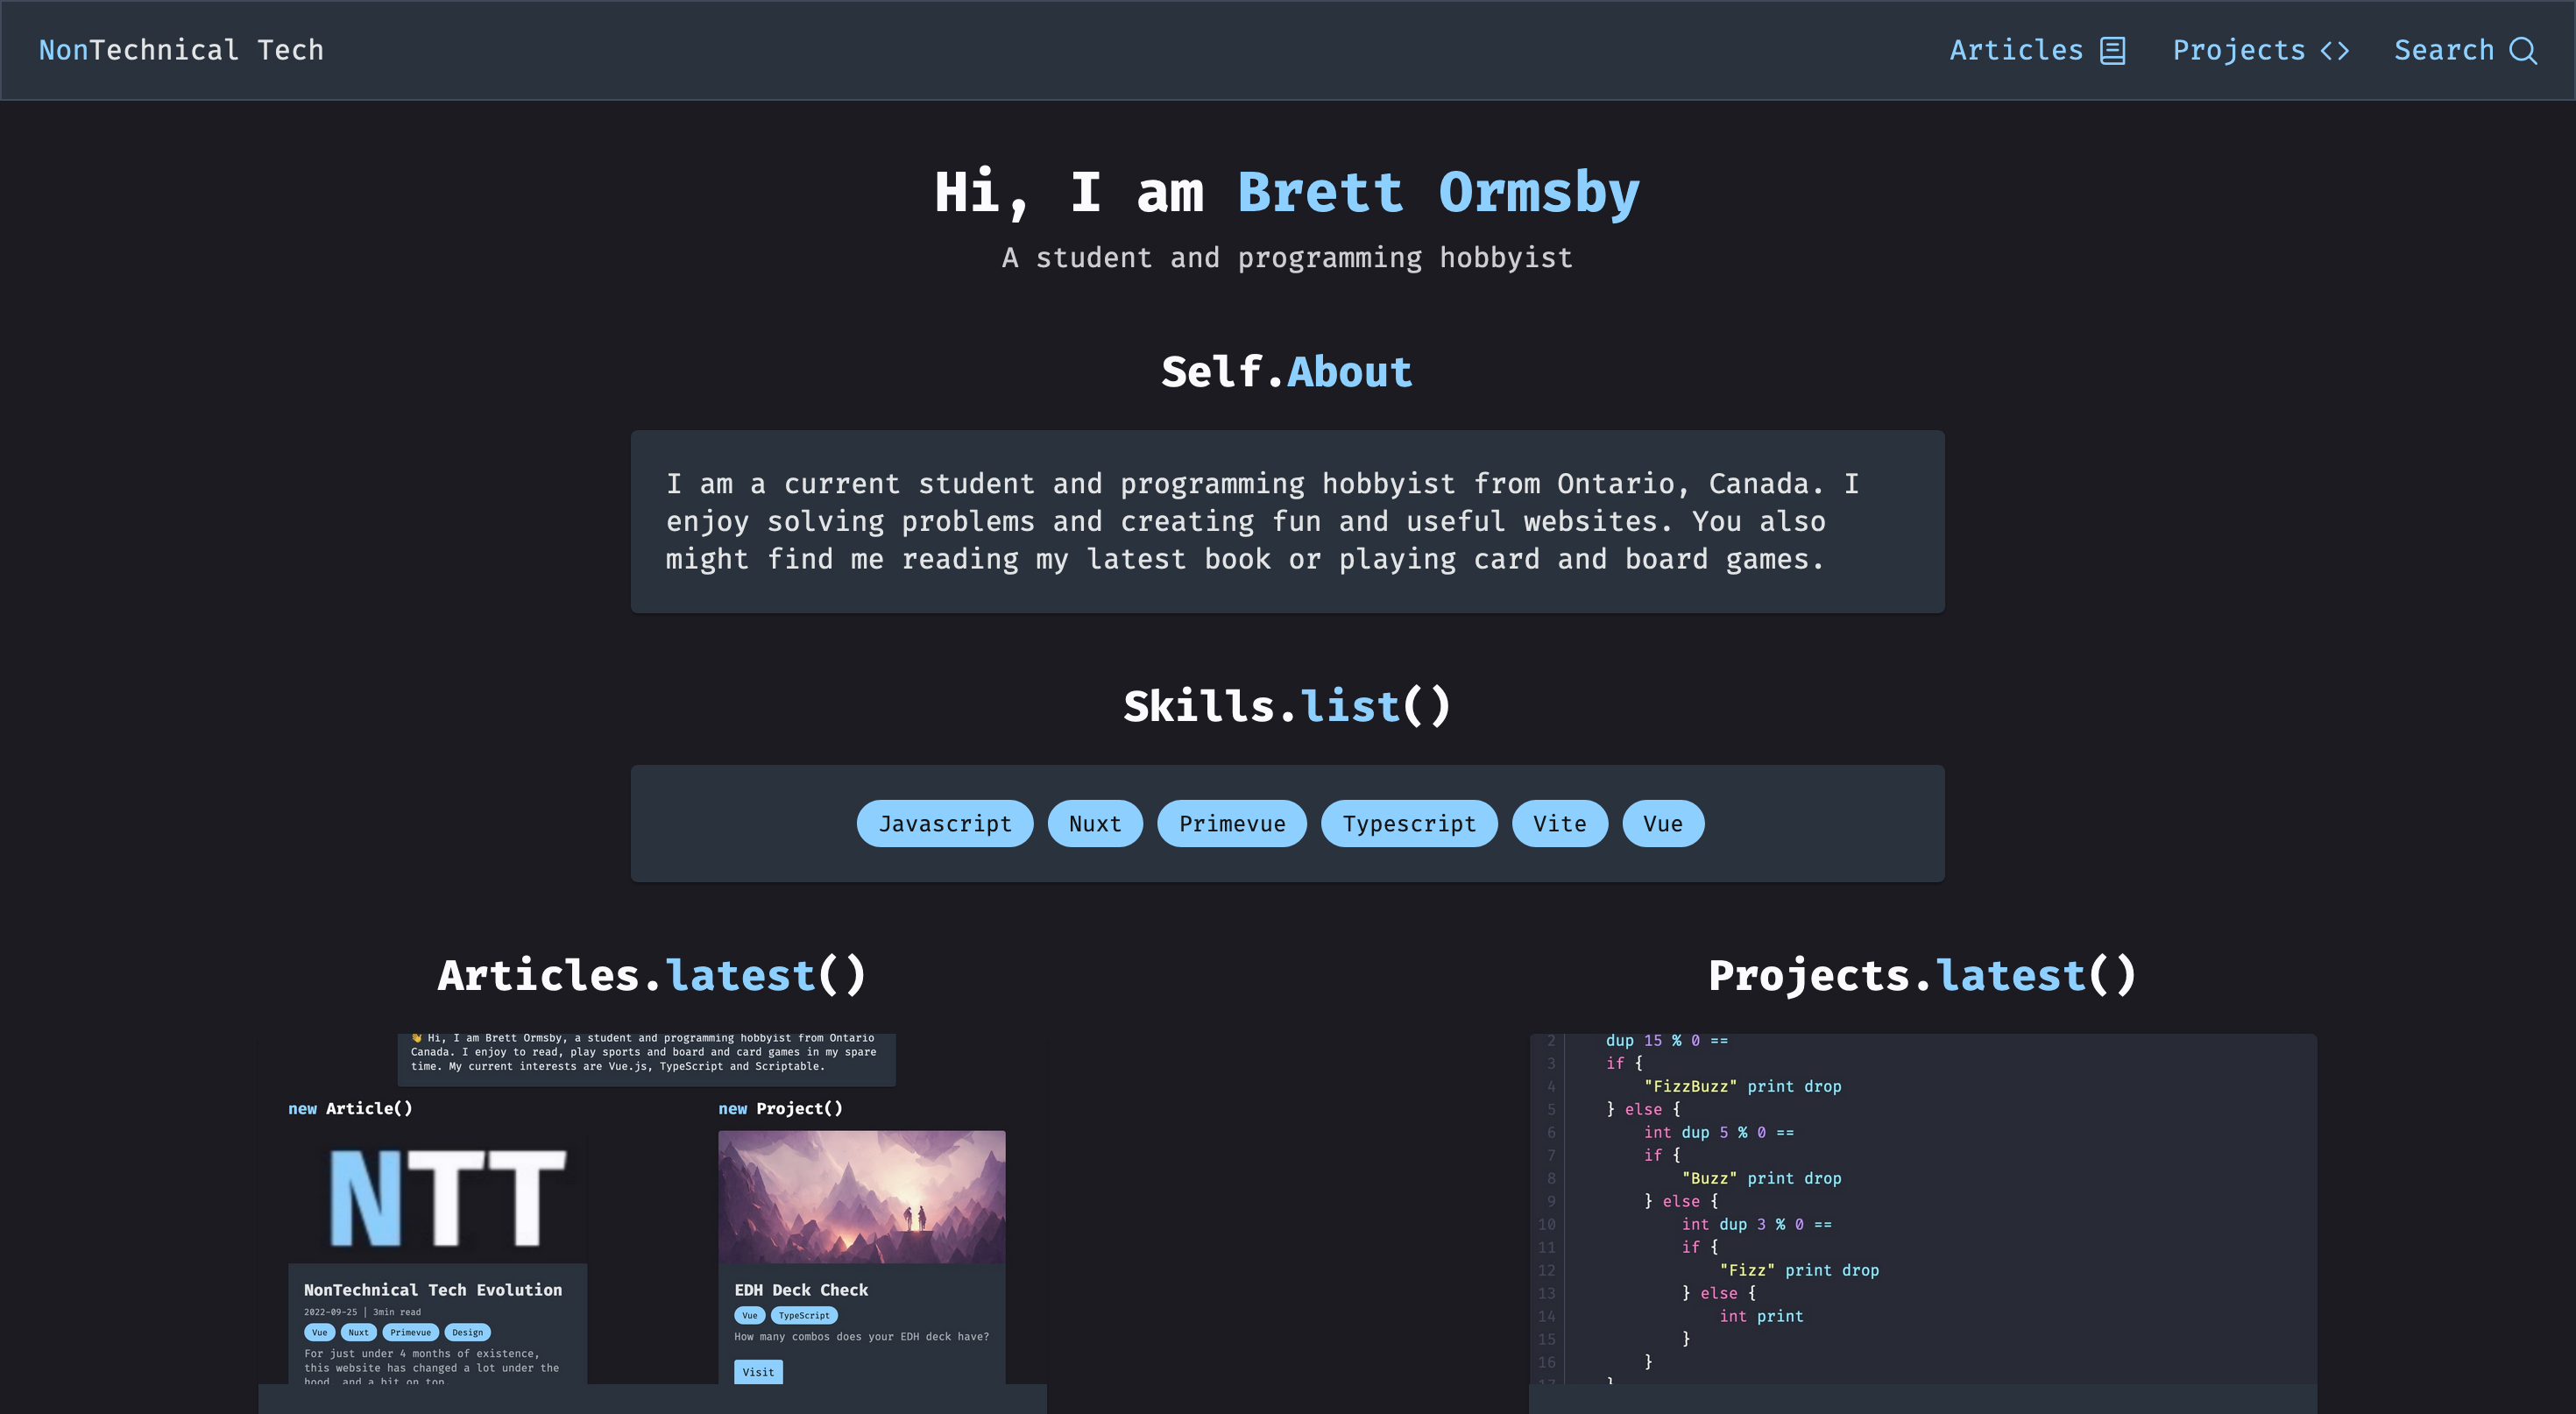 NonTechnical Tech
Articles
Projects <>
Search
Hi, I am Brett Ormsby
A student and programming hobbyist
Self.About
I am a current student and programming hobbyist from Ontario, Canada. I
enjoy solving problems and creating fun and useful websites. You also
might find me reading my latest book or playing card and board games.
Skills.list()
Javascript
Nuxt
Primevue
Typescript
Vite
Vue
Articles.latest()
👋 Hi, I am Brett Ormsby, a student and programming hobbyist from Ontario
Canada. I enjoy to read, play sports and board and card games in my spare
time. My current interests are Vue.js, TypeScript and Scriptable.
new Article()
NTT
NonTechnical Tech Evolution
2022-09-25 | 3min read
Vue
Nuxt
Primevue
Design
For just under 4 months of existence,
this website has changed a lot under the
hood, and a bit on top
new Project()
EDH Deck Check
Vue
TypeScript
How many combos does your EDH deck have?
Visit
Projects.latest()
2 dup 15 % 0 ==
3 if {
4 "FizzBuzz" print drop
5 } else {
6 int dup 5 % 0 ==
7 if {
8 "Buzz" print drop
9 } else {
10 int dup 3 % 0 ==
11 if {
12 "Fizz" print drop
13 } else {
14 int print
15 }
16 }
17 }